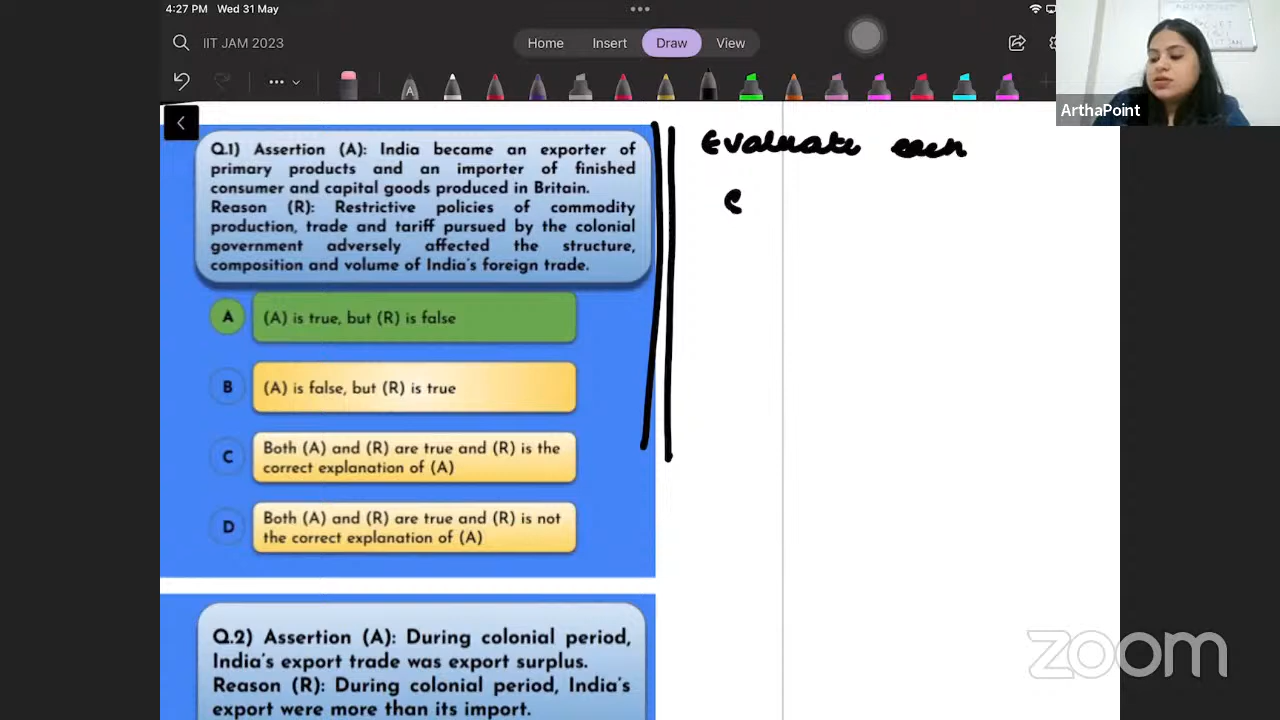 4:27 PM Wed 31 May
IIT JAM 2023
Home Insert Draw View
ArthaPoint
Q.1) Assertion (A): India became an exporter of
primary products and an importer of finished
consumer and capital goods produced in Britain.
Reason (R): Restrictive policies of commodity
production, trade and tariff pursued by the colonial
government adversely affected the structure,
composition and volume of India's foreign trade.
A (A) is true, but (R) is false
B (A) is false, but (R) is true
C Both (A) and (R) are true and (R) is the
correct explanation of (A)
D Both (A) and (R) are true and (R) is not
the correct explanation of (A)
Evaluate each
Q.2) Assertion (A): During colonial period,
India's export trade was export surplus.
Reason (R): During colonial period, India's
export were more than its import.
zoom